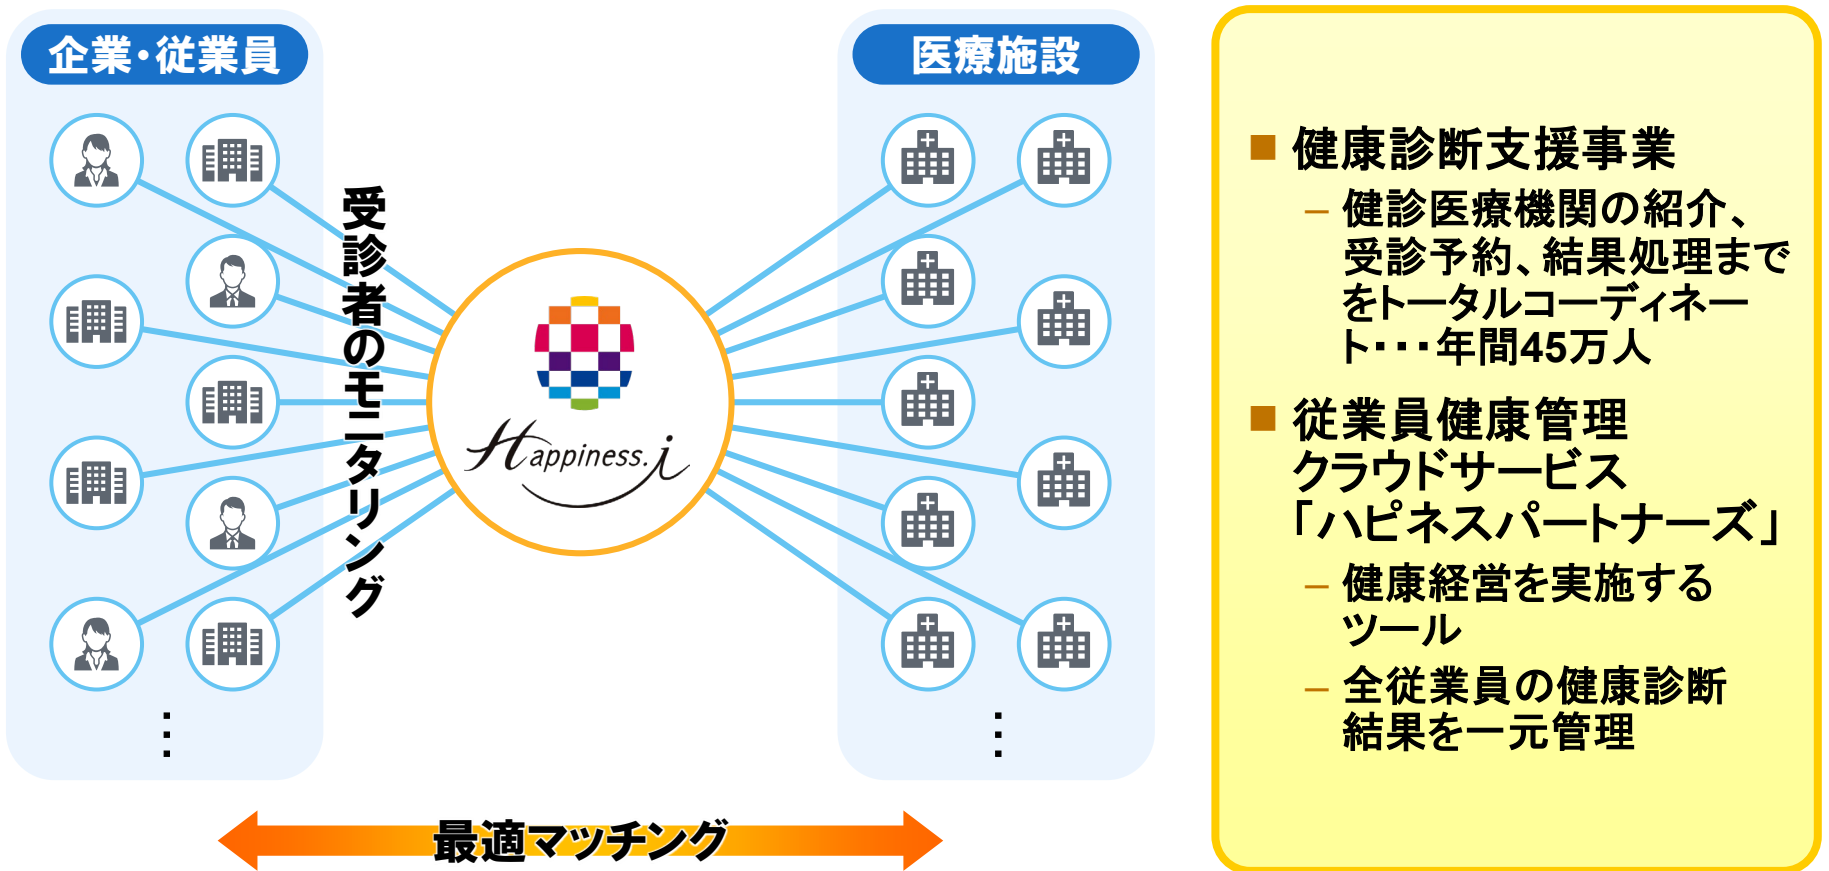 企業・従業員
受診者のモニタリング
Happiness.i
医療施設
最適マッチング
健康診断支援事業
– 健診医療機関の紹介、
受診予約、結果処理まで
をトータルコーディネー
ト・・・年間45万人
従業員健康管理
クラウドサービス
「ハピネスパートナーズ」
– 健康経営を実施する
ツール
– 全従業員の健康診断
結果を一元管理